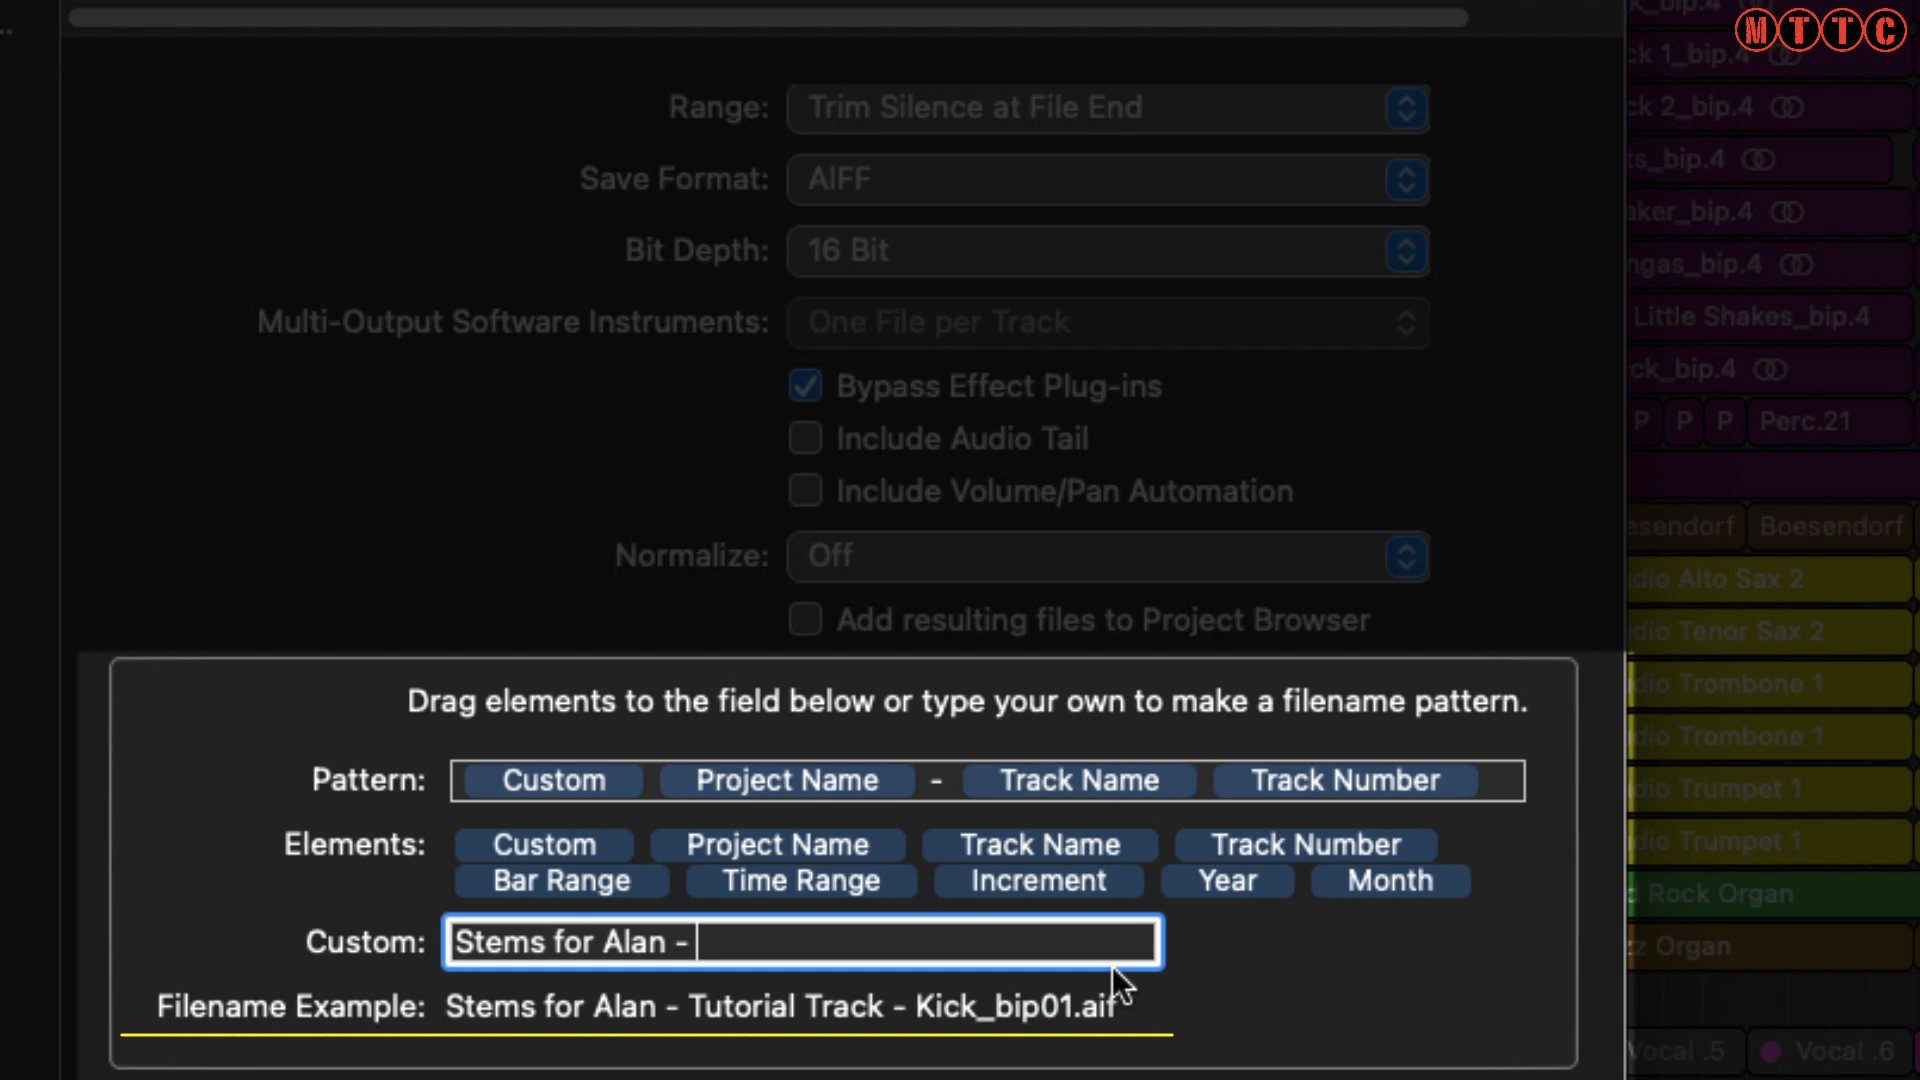 MTTC
k_bip.4
ck 1_bip.4
Range: Trim Silence at File End
ck 2_bip.4
ts_bip.4
Save Format: AIFF
aker_bip.4
Bit Depth: 16 Bit
ngas_bip.4
Multi-Output Software Instruments: One File per Track
Little Shakes_bip.4
ck_bip.4
Bypass Effect Plug-ins
P P P Perc.21
Include Audio Tail
Include Volume/Pan Automation
esendorf Boesendorf
Normalize: Off
dio Alto Sax 2
Add resulting files to Project Browser
dio Tenor Sax 2
dio Trombone 1
Drag elements to the field below or type your own to make a filename pattern.
dio Trombone 1
Pattern: Custom Project Name - Track Name Track Number
dio Trumpet 1
Elements: Custom Project Name Track Name Track Number
dio Trumpet 1
Bar Range Time Range Increment Year Month
Rock Organ
Custom: Stems for Alan -
zz Organ
Filename Example: Stems for Alan - Tutorial Track - Kick_bip01.aif
Vocal .5 Vocal .6